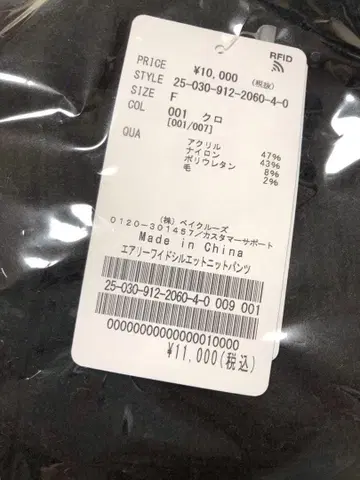 RFID
PRICE ¥10,000 (税抜)
STYLE 25-030-912-2060-4-0
SIZE F
COL 001 クロ
[001/007]
QUA アクリル 47%
ナイロン 43%
ポリウレタン 8%
毛 2%
(株) ベイクルーズ
0120-301457/カスタマーサポート
Made in China
エアリーワイドシルエットニットパンツ
25-030-912-2060-4-0 009 001
0000000000000010000
¥11,000(税込)